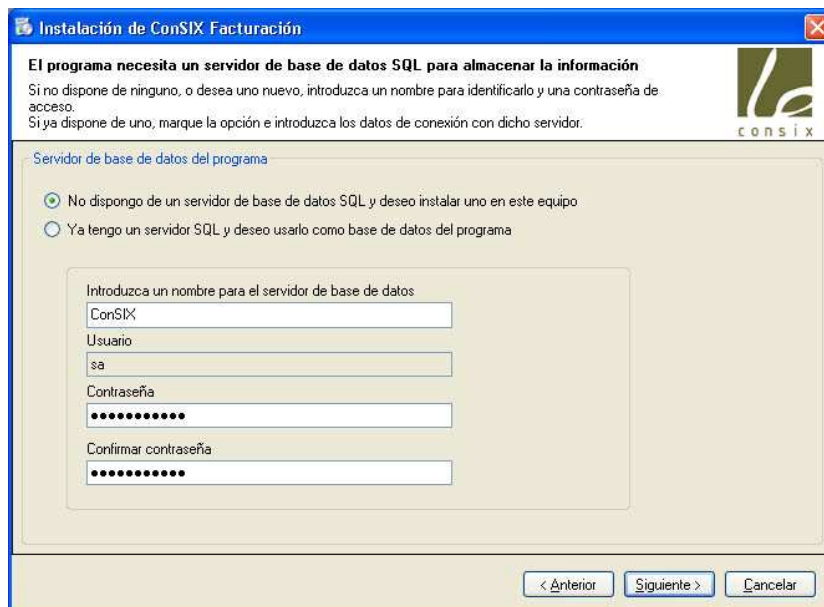 Instalación de ConSIX Facturación
El programa necesita un servidor de base de datos SQL para almacenar la información
Si no dispone de ninguno, o desea uno nuevo, introduzca un nombre para identificarlo y una contraseña de
acceso.
Si ya dispone de uno, marque la opción e introduzca los datos de conexión con dicho servidor.
consix
Servidor de base de datos del programa
No dispongo de un servidor de base de datos SQL y deseo instalar uno en este equipo
Ya tengo un servidor SQL y deseo usarlo como base de datos del programa
Introduzca un nombre para el servidor de base de datos
ConSIX
Usuario
sa
Contraseña
●●●●●●●●●●●
Confirmar contraseña
●●●●●●●●●●●
< Anterior Siguiente > Cancelar